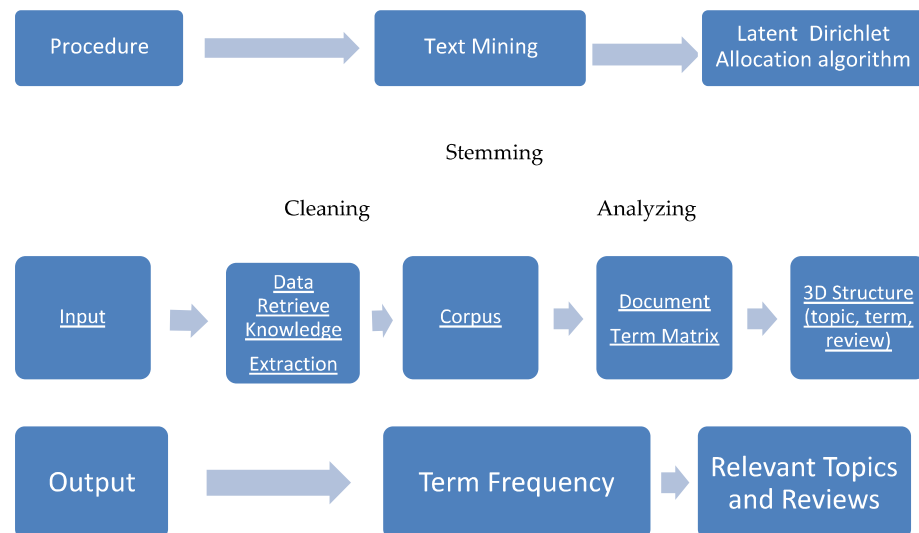 Procedure
Text Mining
Latent Dirichlet
Allocation algorithm
Stemming
Cleaning
Analyzing
Input
Data
Retrieve
Knowledge
Extraction
Corpus
Document
Term Matrix
3D Structure
(topic, term,
review)
Output
Term Frequency
Relevant Topics
and Reviews